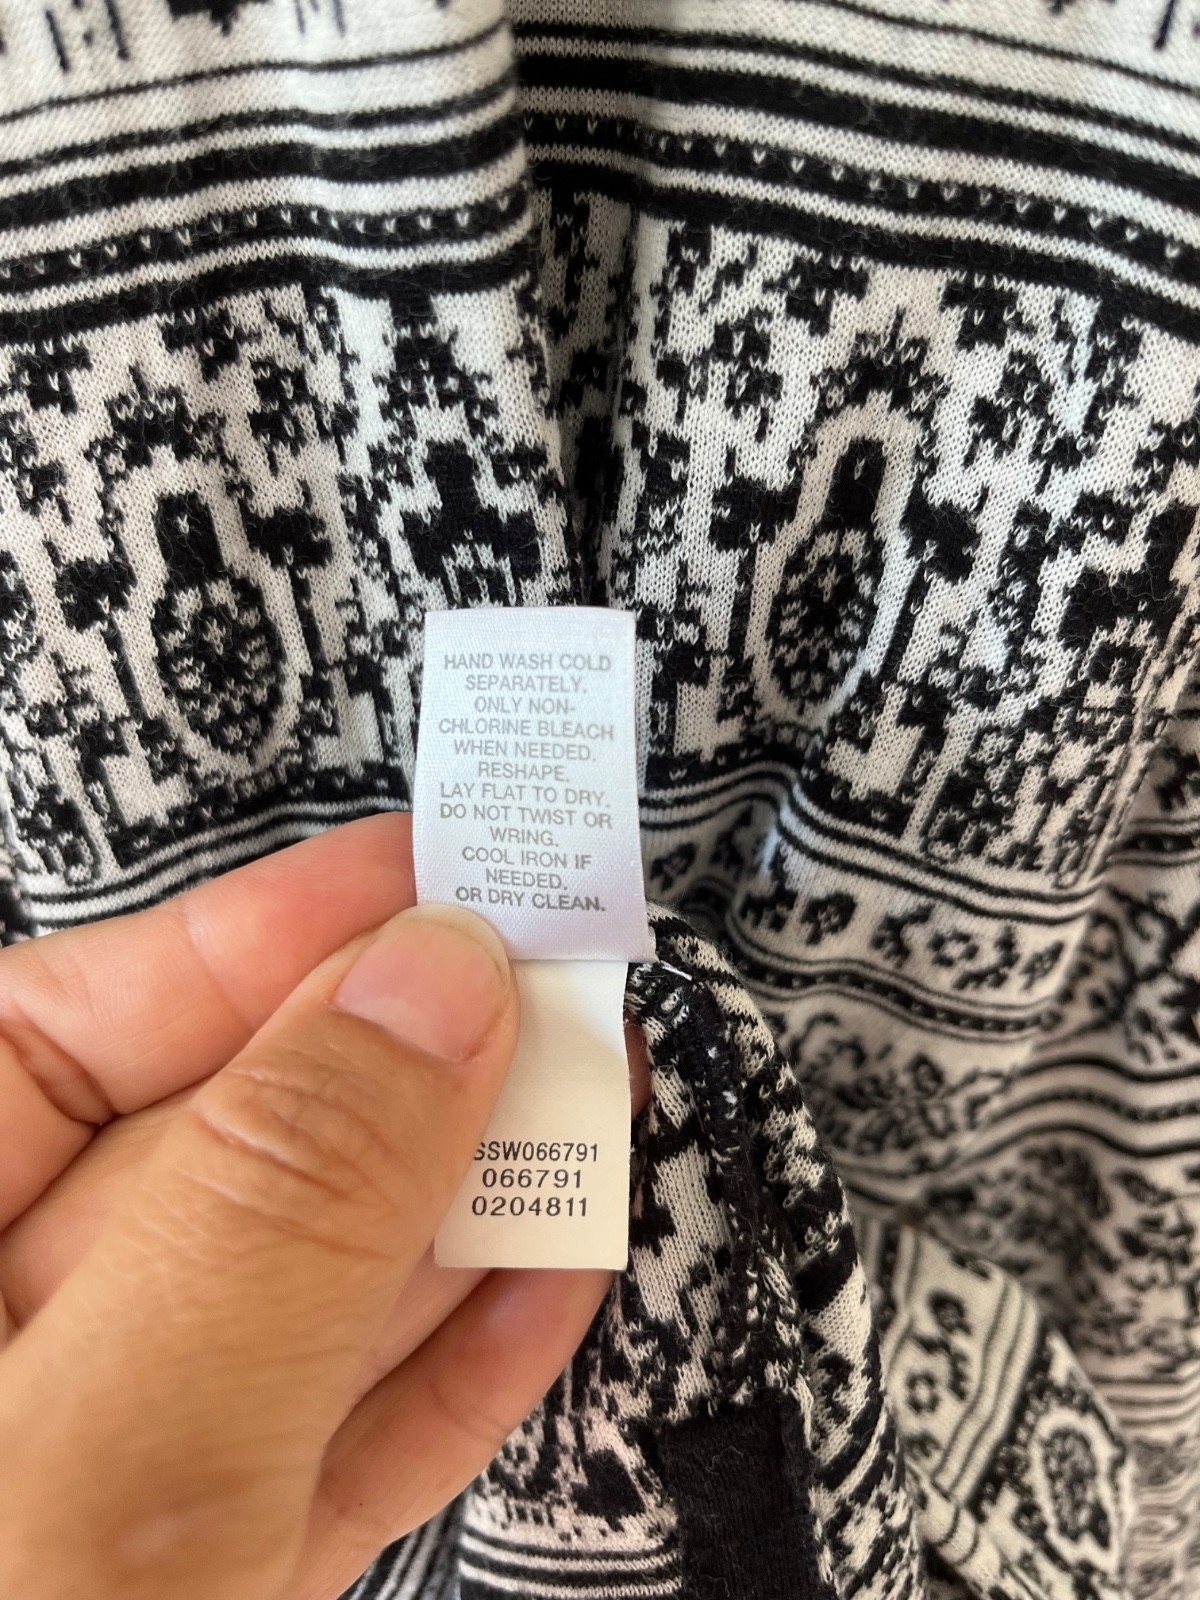 HAND WASH COLD
SEPARATELY.
ONLY NON-
CHLORINE BLEACH
WHEN NEEDED.
RESHAPE.
LAY FLAT TO DRY.
DO NOT TWIST OR
WRING.
COOL IRON IF
NEEDED.
OR DRY CLEAN.
SSW066791
066791
0204811